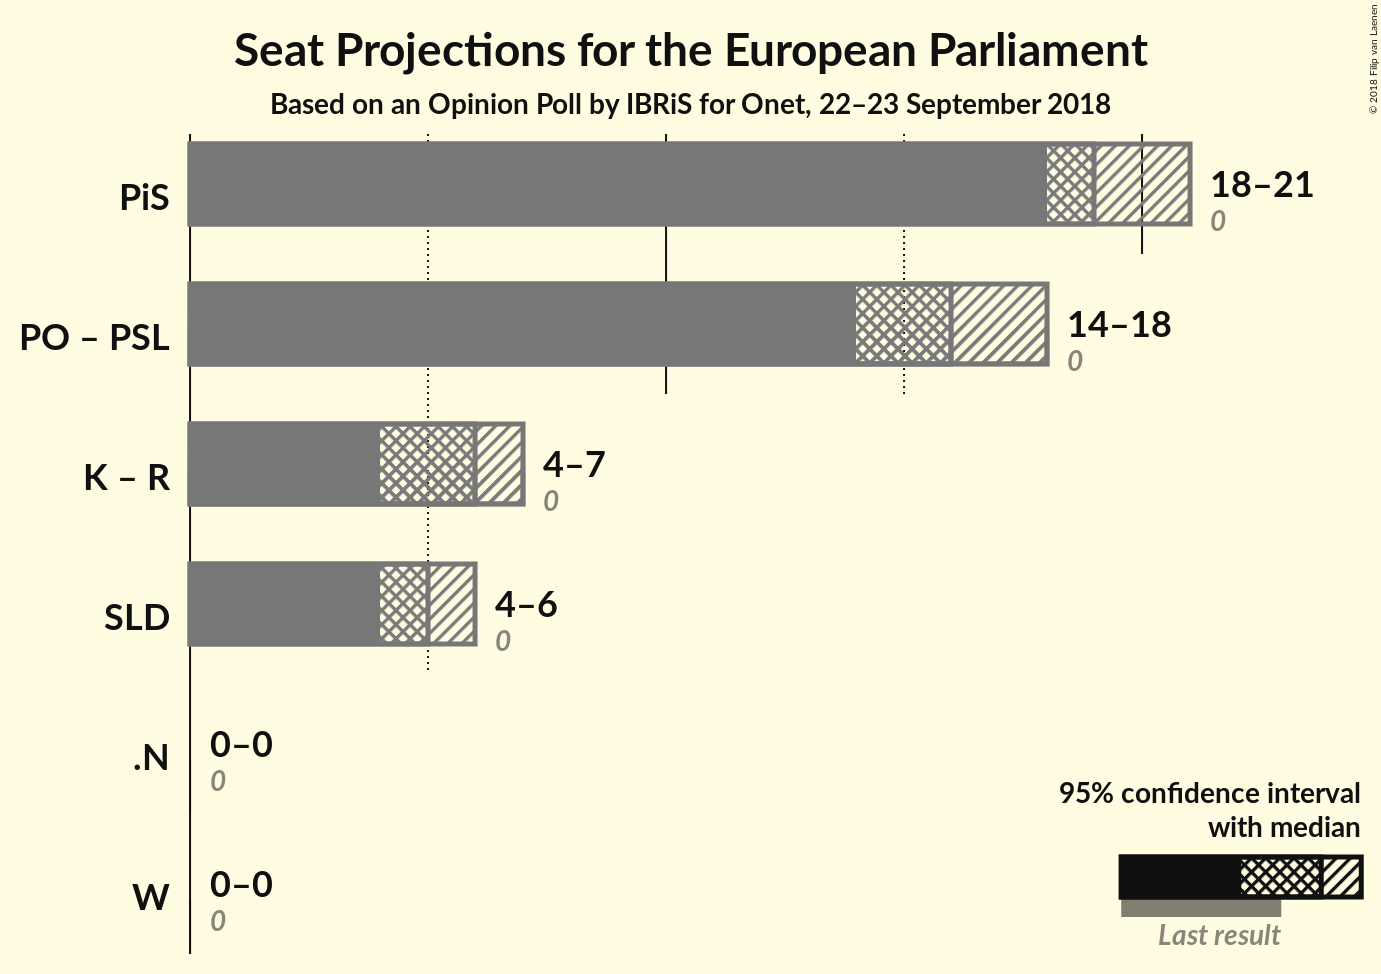 Seat Projections for the European Parliament
Based on an Opinion Poll by IBRiS for Onet, 22–23 September 2018
© 2018 Filip van Laenen
PiS
18–21
0
PO – PSL
14–18
0
K – R
4–7
0
SLD
4–6
0
.N
0–0
0
W
0–0
0
95% confidence interval
with median
Last result